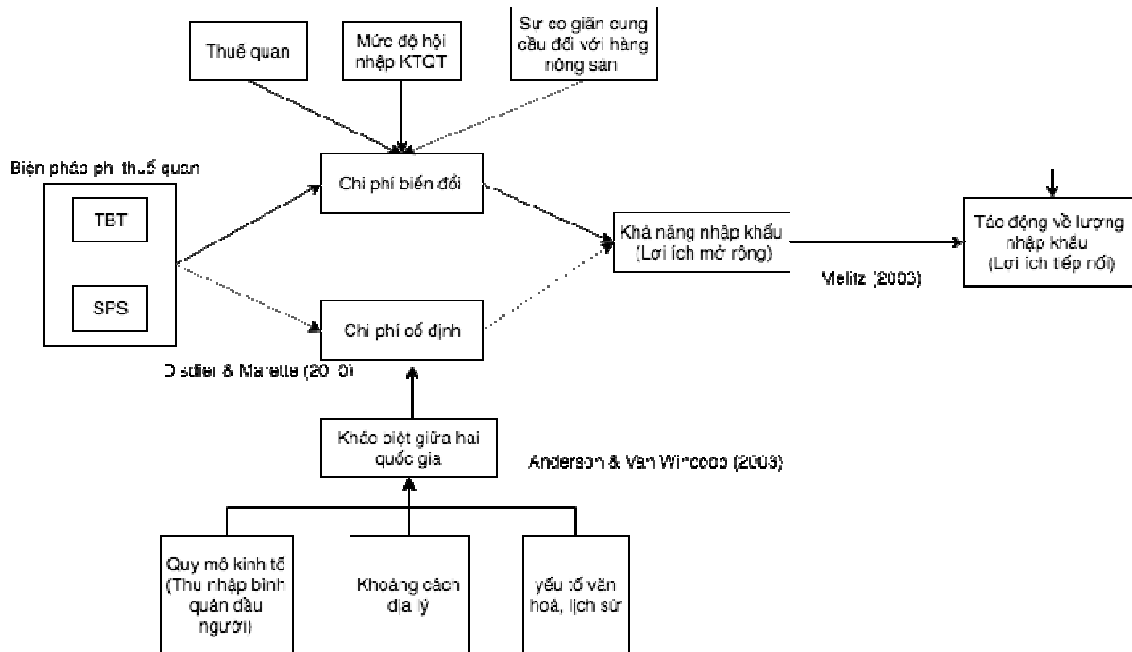 Thuế quan
Mức độ hội
nhập KTQT
Sự co giãn cung
cầu đối với hàng
nông sản
Biện pháp phi thuế quan
TBT
SPS
Chi phí biến đổi
Chi phí cố định
Khả năng nhập khẩu
(Lợi ích mở rộng)
Melitz (2003)
Tác động về lượng
nhập khẩu
(Lợi ích tiếp nối)
Disdier & Marette (2010)
Khác biệt giữa hai
quốc gia
Anderson & Van Wincoop (2003)
Quy mô kinh tế
(Thu nhập bình
quân đầu
người)
Khoảng cách
địa lý
yếu tố văn
hoá, lịch sử